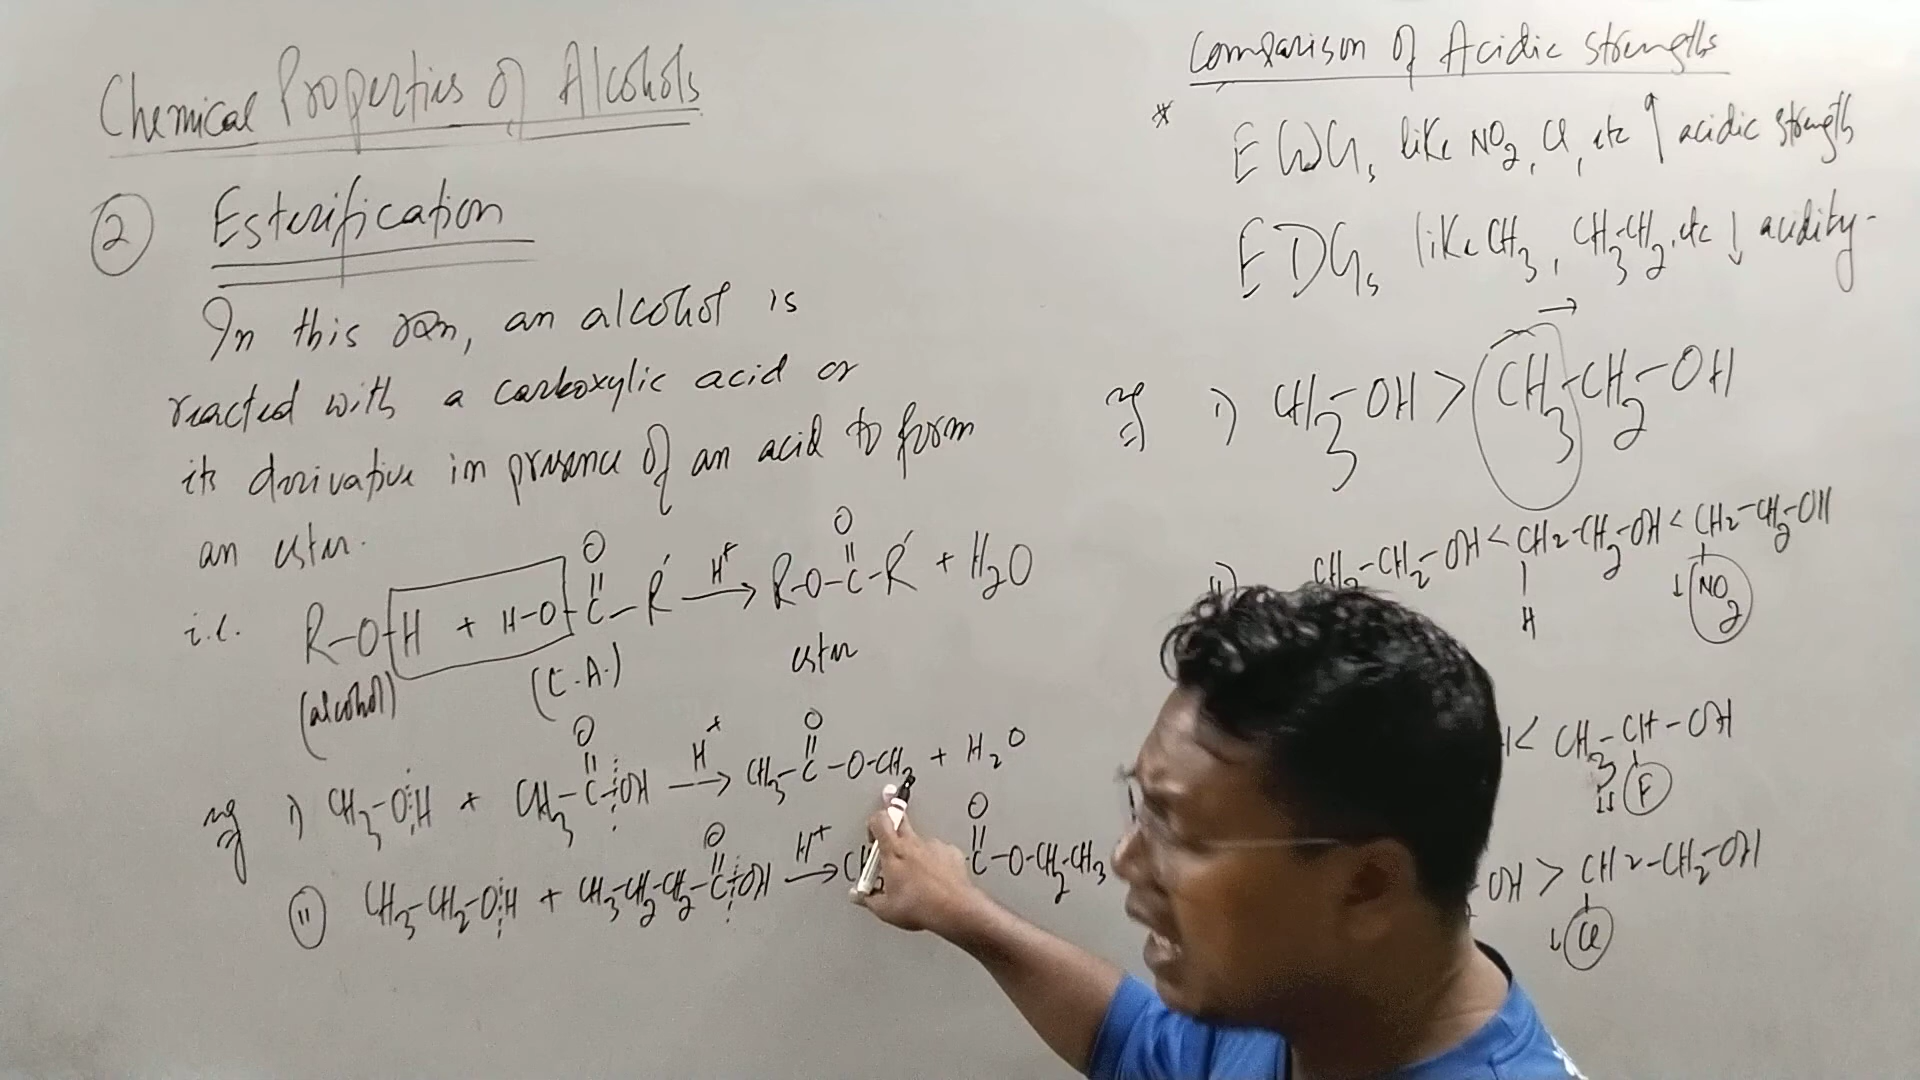 Chemical Properties of Alcohols
② Esterification
In this rxn, an alcohol is
reacted with a carboxylic acid or
its derivative in presence of an acid to form
an ester.
i.e. R-O-H + H-O-C(=O)-R' →(H⁺) R-O-C(=O)-R' + H₂O
(alcohol) (C.A.) ester
eg i) CH₃-OH + CH₃-C(=O)-OH →(H⁺) CH₃-C(=O)-O-CH₃ + H₂O
ii) CH₃-CH₂-OH + CH₃-CH₂-CH₂-C(=O)-OH →(H⁺) C(=O)-O-CH₂-CH₃
Comparison of Acidic Strengths
* EWGs like NO₂, Cl, etc ↑ acidic strength
EDGs like CH₃, CH₃-CH₂, etc ↓ acidity-
eg i) CH₃-OH > CH₃-CH₂-OH
ii) CH₂-CH₂-OH < CH₂-CH₂-OH < CH₂-CH₂-OH
H ↓ NO₂
< CH₃-CH-OH
↓↓ F
OH > CH2-CH₂-OH
↓ Cl